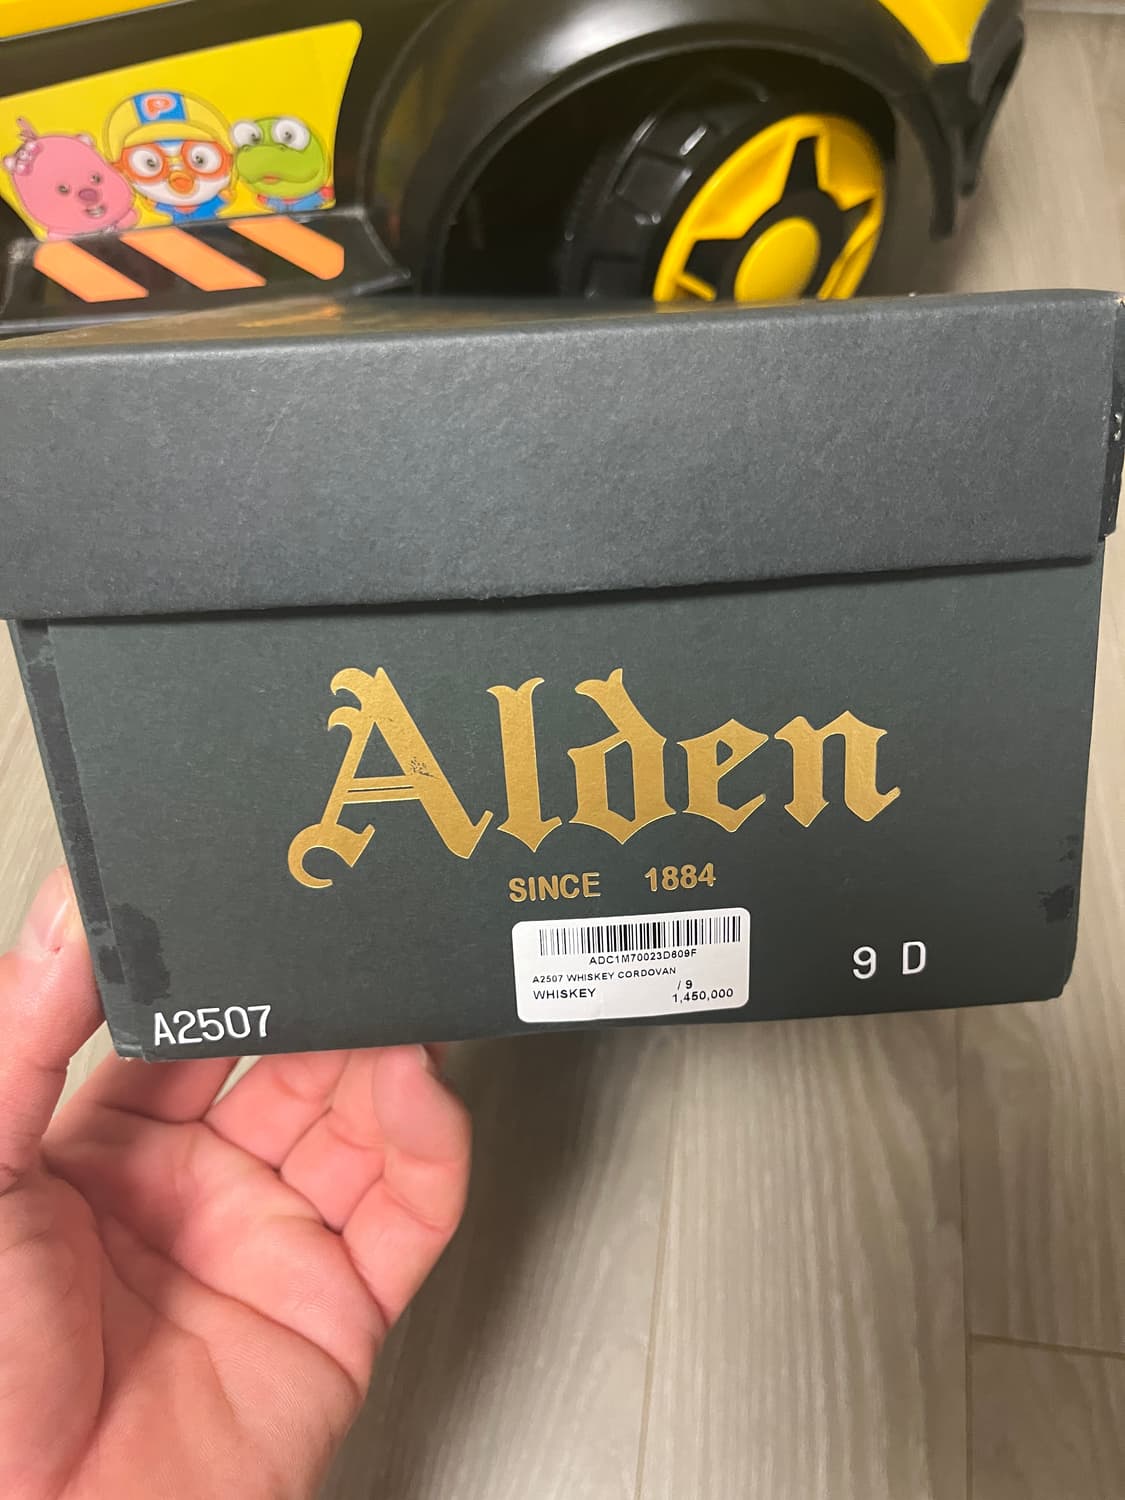 P
Alden
SINCE 1884
ADC1M70023D809F
A2507 WHISKEY CORDOVAN
WHISKEY / 9
1,450,000
9 D
A2507